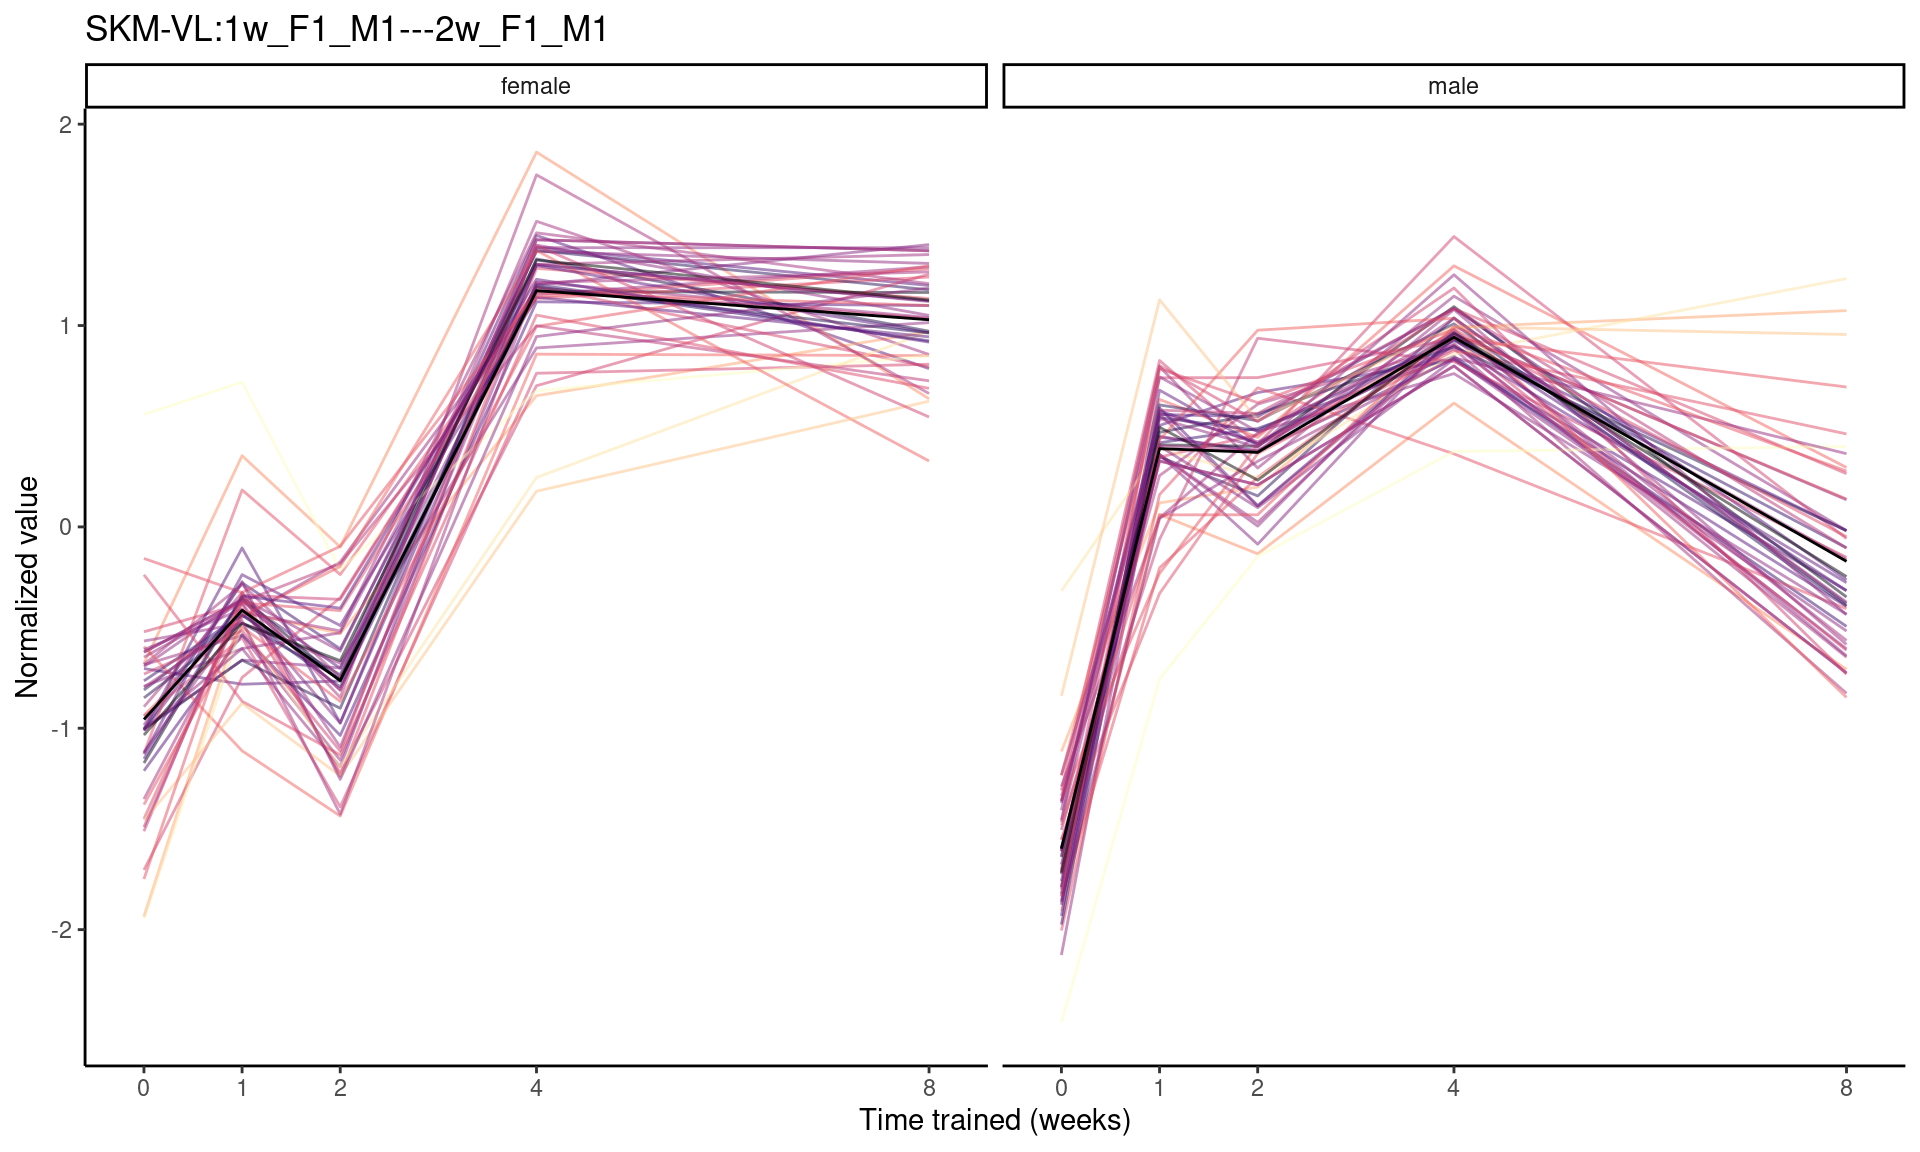 SKM-VL:1w_F1_M1---2w_F1_M1
female
male
Normalized value
2
1
0
-1
-2
0 1 2 4 8
0 1 2 4 8
Time trained (weeks)